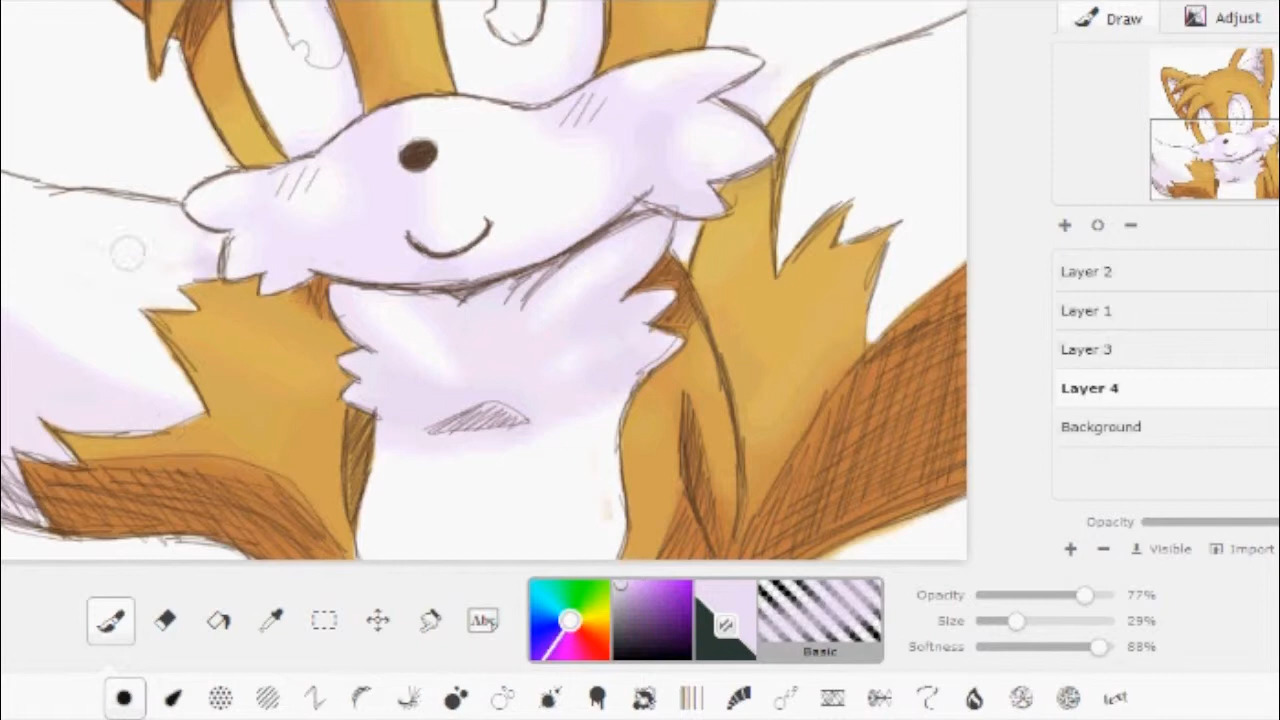 Draw
Adjust
Layer 2
Layer 1
Layer 3
Layer 4
Background
Opacity
Visible
Import
Abc
Basic
Opacity 77%
Size 29%
Softness 88%
text